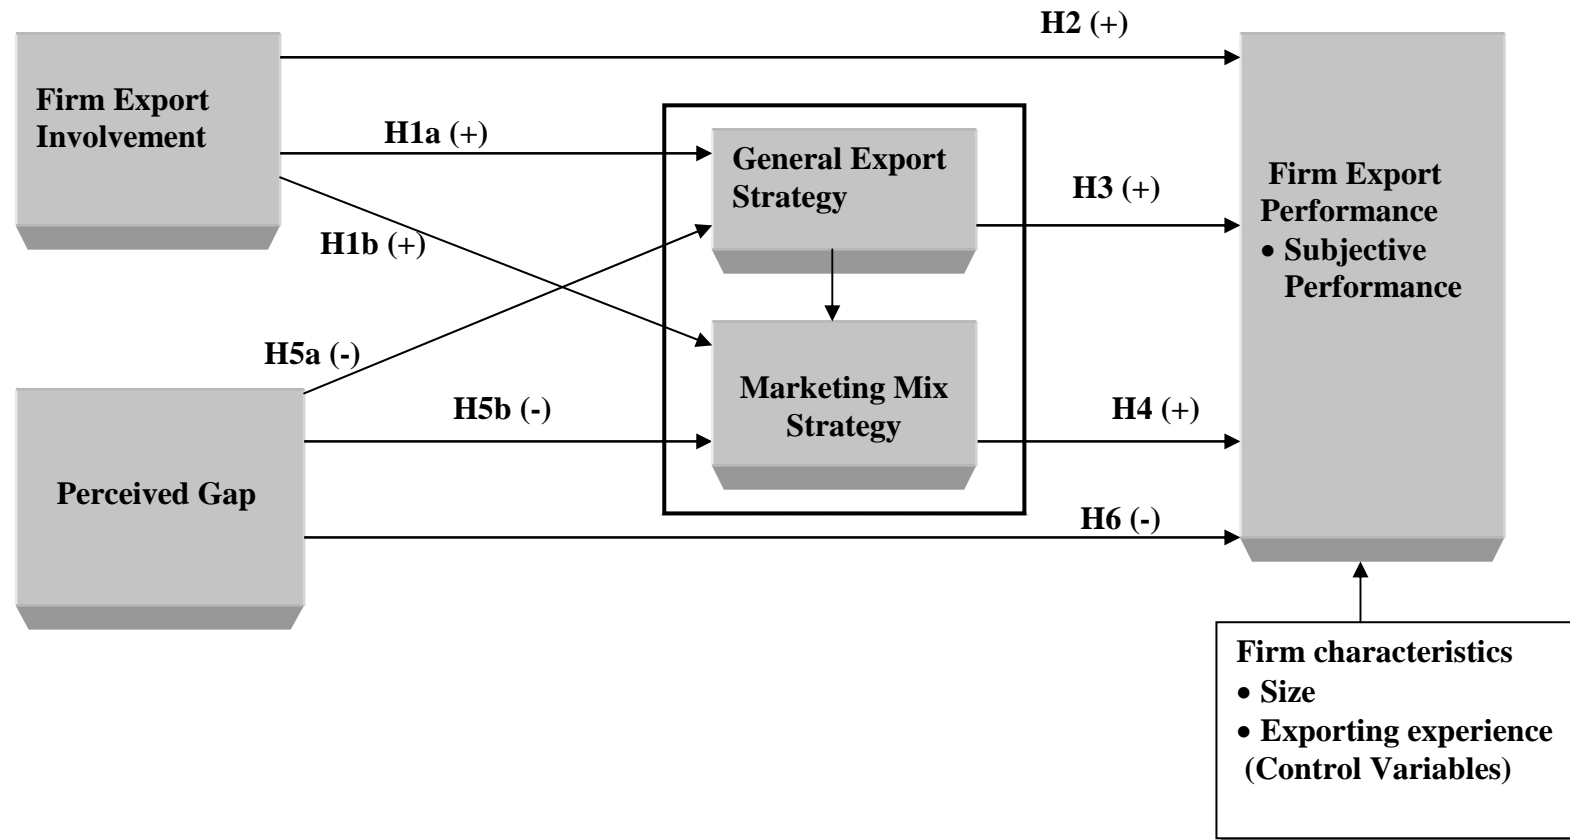 H2 (+)
Firm Export
Involvement
H1a (+)
General Export
Strategy
H3 (+)
Firm Export
Performance
• Subjective
Performance
H1b (+)
H5a (-)
H5b (-)
Marketing Mix
Strategy
H4 (+)
Perceived Gap
H6 (-)
Firm characteristics
• Size
• Exporting experience
(Control Variables)